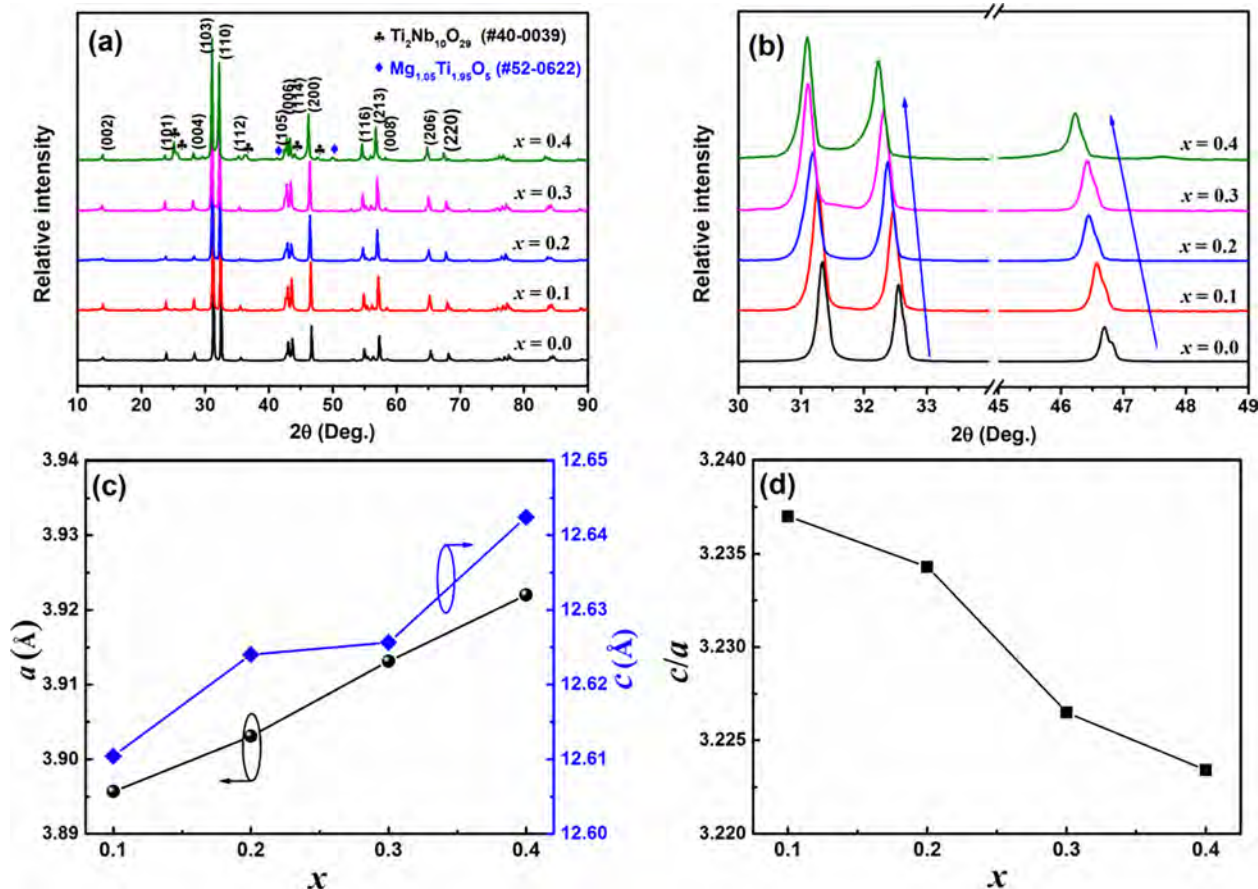 (a)
(002)
(101)
(004)
(103)
(110)
(112)
(105)
(006)
(114)
(200)
(116)
(213)
(008)
(206)
(220)
♣ Ti2Nb10O29 (#40-0039)
♦ Mg1.05Ti1.95O5 (#52-0622)
x = 0.4
x = 0.3
x = 0.2
x = 0.1
x = 0.0
Relative intensity
10 20 30 40 50 60 70 80 90
2θ (Deg.)
(b)
x = 0.4
x = 0.3
x = 0.2
x = 0.1
x = 0.0
Relative intensity
30 31 32 33 45 46 47 48 49
2θ (Deg.)
(c)
3.94
3.93
3.92
3.91
3.90
3.89
a (Å)
12.65
12.64
12.63
12.62
12.61
12.60
c (Å)
0.1 0.2 0.3 0.4
x
(d)
3.240
3.235
3.230
3.225
3.220
c/a
0.1 0.2 0.3 0.4
x